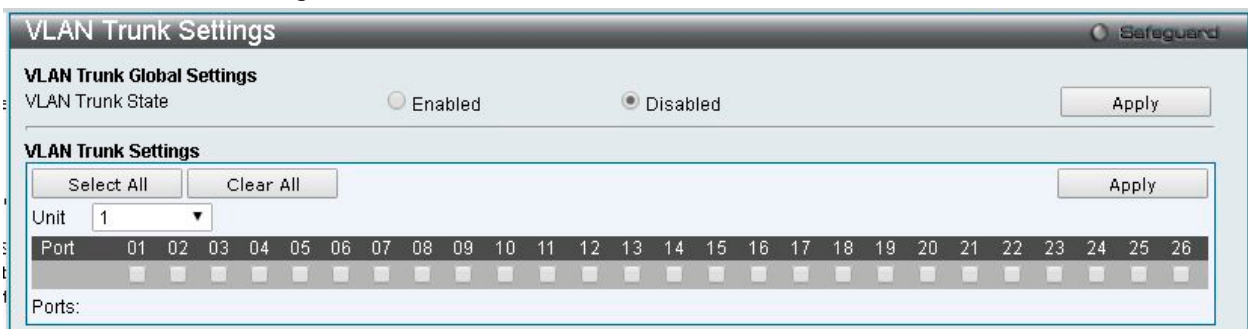 VLAN Trunk Settings Safeguard
VLAN Trunk Global Settings
VLAN Trunk State Enabled Disabled Apply
VLAN Trunk Settings
Select All Clear All Apply
Unit 1
Port 01 02 03 04 05 06 07 08 09 10 11 12 13 14 15 16 17 18 19 20 21 22 23 24 25 26
Ports: